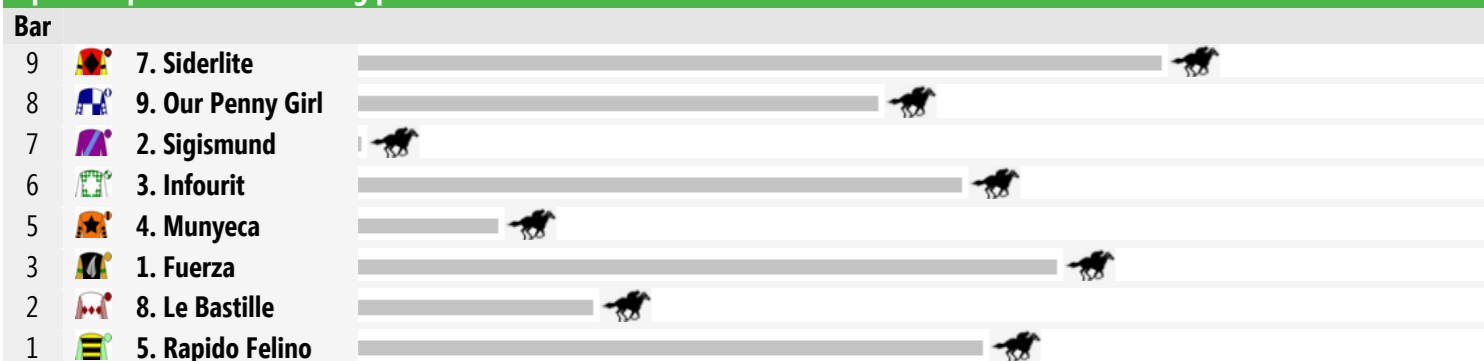 Bar
9 7. Siderlite
8 9. Our Penny Girl
7 2. Sigismund
6 3. Infourit
5 4. Munyeca
3 1. Fuerza
2 8. Le Bastille
1 5. Rapido Felino